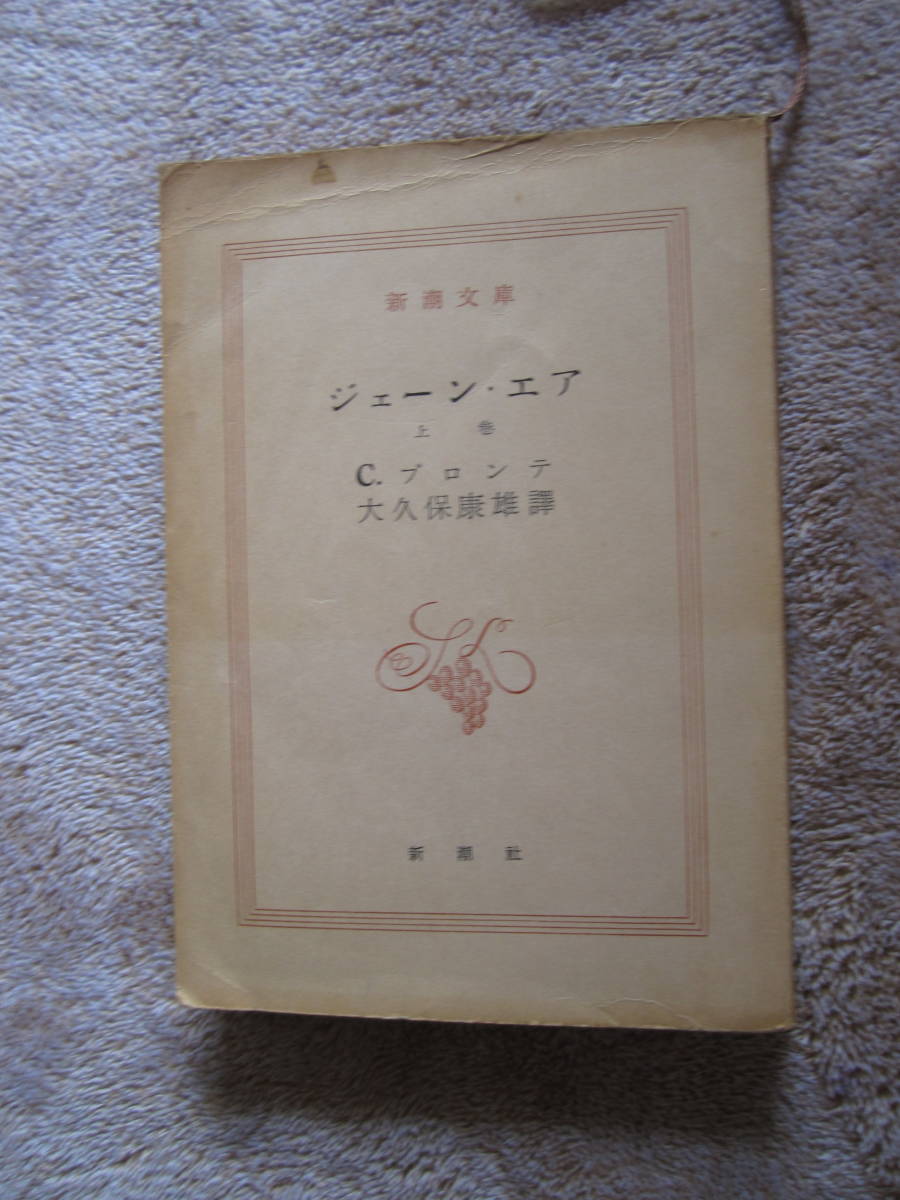 新潮文庫
ジェーン・エア
上巻
C. ブロンテ
大久保康雄譯
新潮社